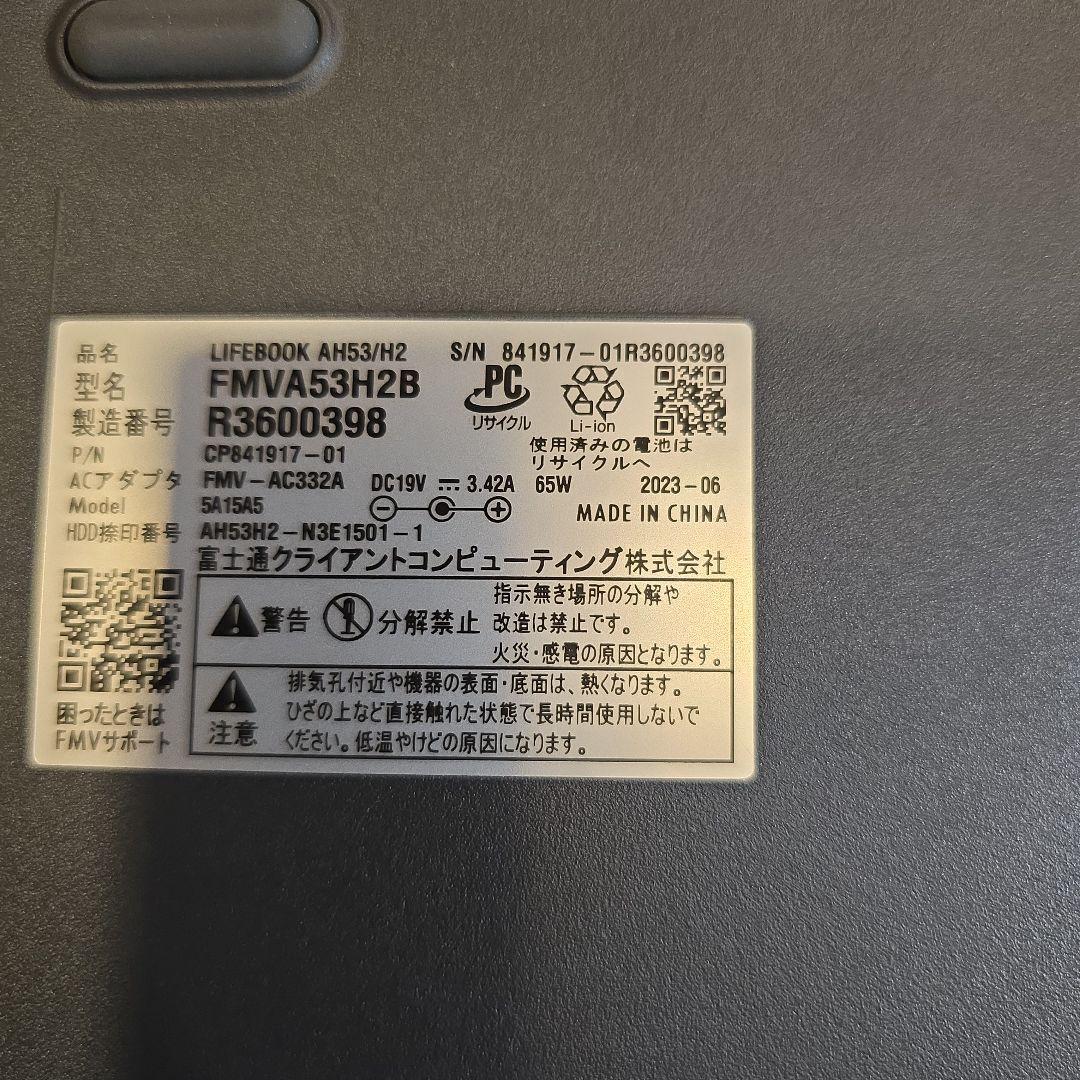 品名 LIFEBOOK AH53/H2 S/N 841917-01R3600398
型名 FMVA53H2B
製造番号 R3600398
PC
リサイクル
Li-ion
使用済みの電池は
リサイクルへ
P/N CP841917-01
ACアダプタ FMV-AC332A DC19V ⎓ 3.42A 65W 2023-06
Model 5A15A5
MADE IN CHINA
HDD捺印番号 AH53H2-N3E1501-1
富士通クライアントコンピューティング株式会社
警告 分解禁止
指示無き場所の分解や
改造は禁止です。
火災・感電の原因となります。
注意
排気孔付近や機器の表面・底面は、熱くなります。
ひざの上など直接触れた状態で長時間使用しないで
ください。低温やけどの原因になります。
困ったときは
FMVサポート